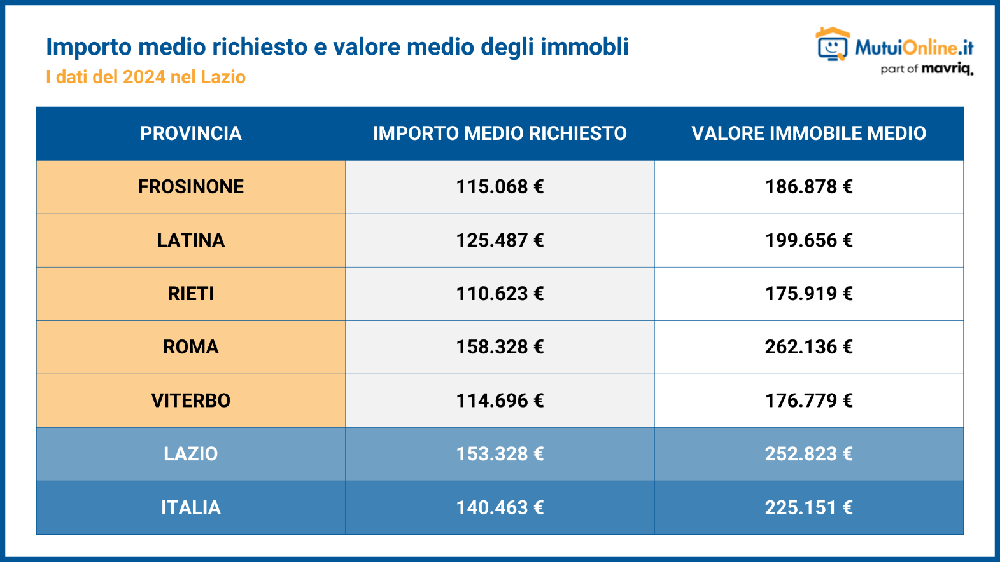 Importo medio richiesto e valore medio degli immobli
I dati del 2024 nel Lazio
MutuiOnline.it
part of mavriq.
PROVINCIA IMPORTO MEDIO RICHIESTO VALORE IMMOBILE MEDIO
FROSINONE 115.068 € 186.878 €
LATINA 125.487 € 199.656 €
RIETI 110.623 € 175.919 €
ROMA 158.328 € 262.136 €
VITERBO 114.696 € 176.779 €
LAZIO 153.328 € 252.823 €
ITALIA 140.463 € 225.151 €